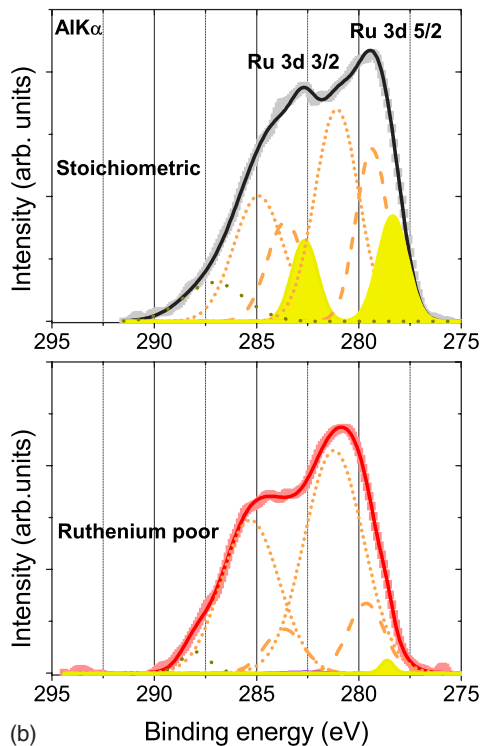 AlKα
Ru 3d 5/2
Ru 3d 3/2
Stoichiometric
Intensity (arb. units)
295 290 285 280 275
Ruthenium poor
Intensity (arb.units)
295 290 285 280 275
(b) Binding energy (eV)